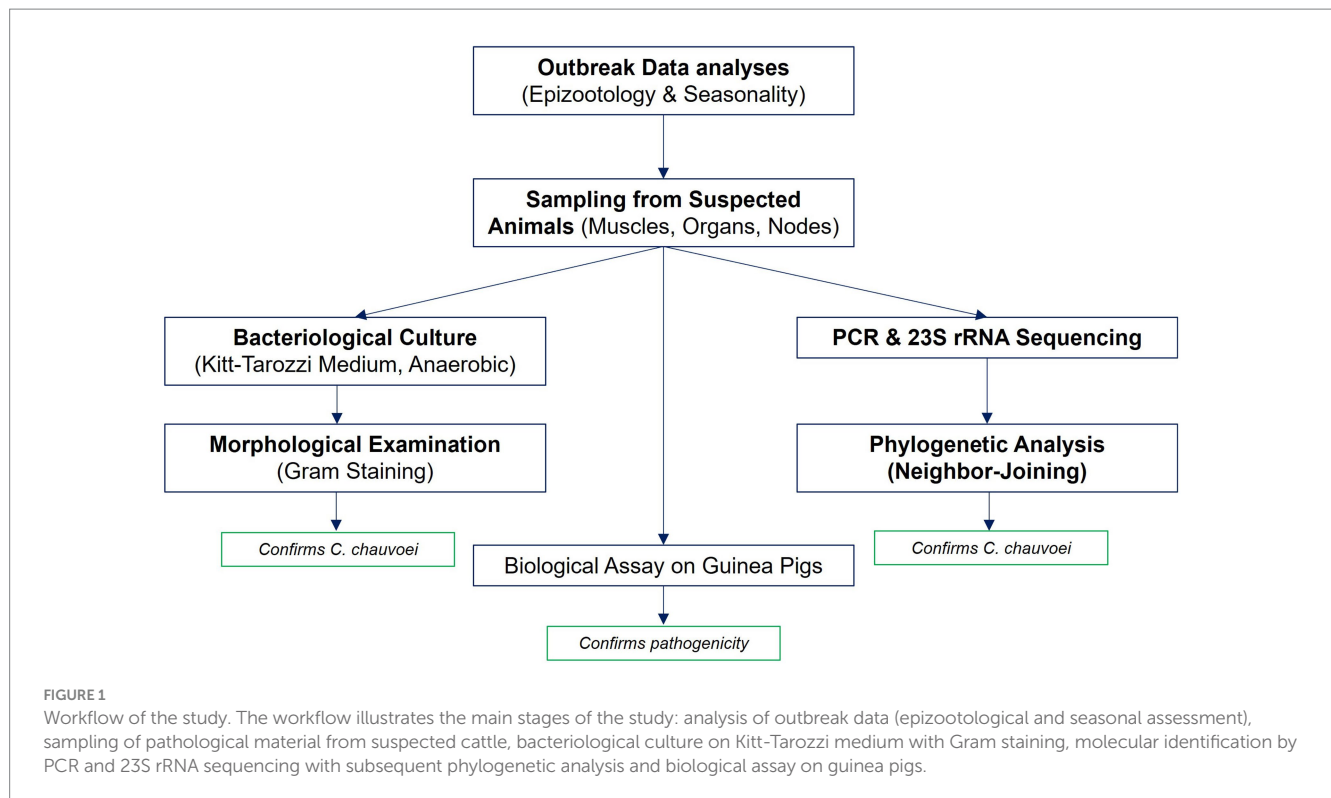 Outbreak Data analyses
(Epizootology & Seasonality)
Sampling from Suspected
Animals (Muscles, Organs, Nodes)
Bacteriological Culture
(Kitt-Tarozzi Medium, Anaerobic)
PCR & 23S rRNA Sequencing
Morphological Examination
(Gram Staining)
Phylogenetic Analysis
(Neighbor-Joining)
Confirms C. chauvoei
Confirms C. chauvoei
Biological Assay on Guinea Pigs
Confirms pathogenicity
FIGURE 1
Workflow of the study. The workflow illustrates the main stages of the study: analysis of outbreak data (epizootological and seasonal assessment),
sampling of pathological material from suspected cattle, bacteriological culture on Kitt-Tarozzi medium with Gram staining, molecular identification by
PCR and 23S rRNA sequencing with subsequent phylogenetic analysis and biological assay on guinea pigs.